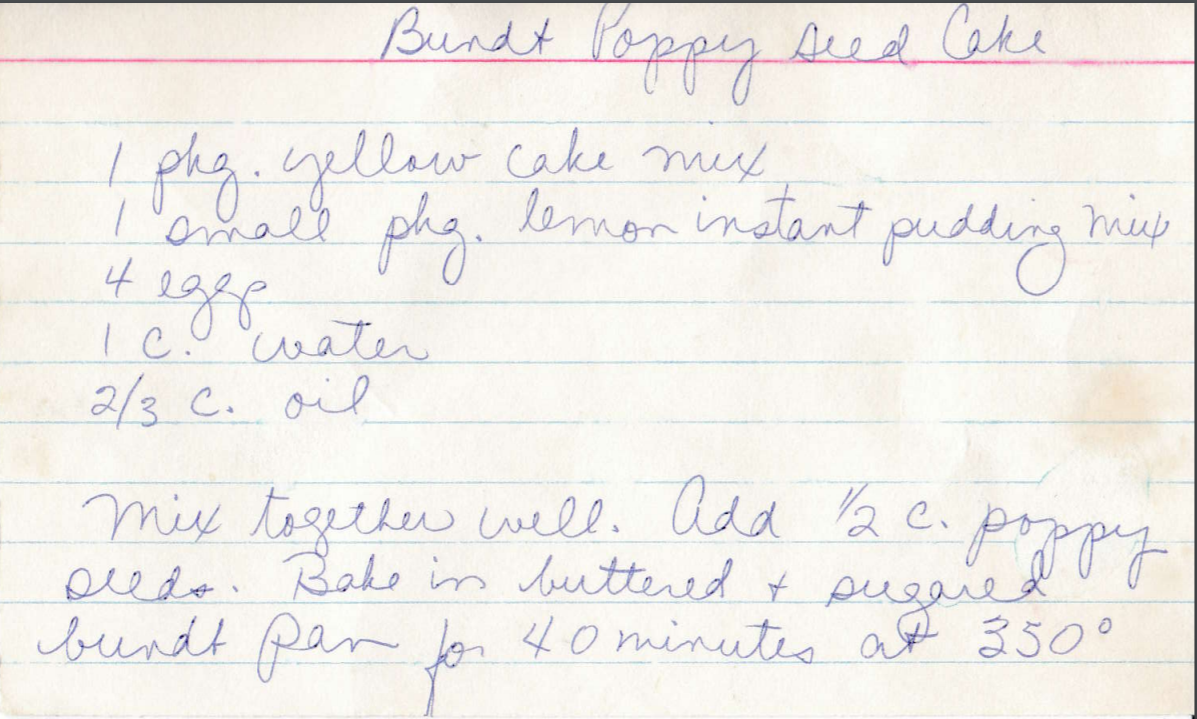 Bundt Poppy Seed Cake
1 pkg. yellow cake mix
1 small pkg. lemon instant pudding mix
4 eggs
1 c. water
2/3 c. oil
Mix together well. Add 1/2 c. poppy
seeds. Bake in buttered + sugared
bundt pan for 40 minutes at 350°